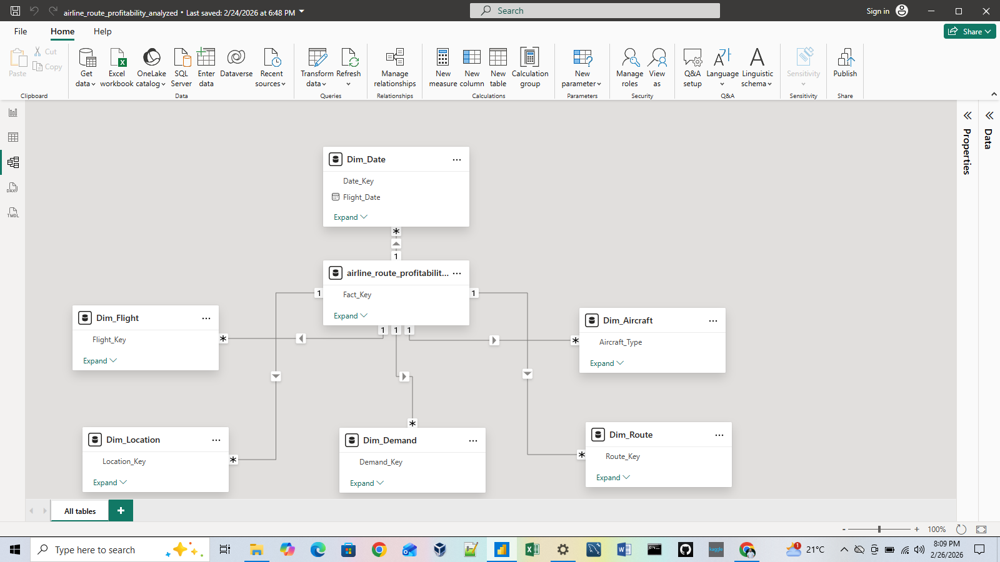 airline_route_profitability_analyzed • Last saved: 2/24/2026 at 6:48 PM
Search
Sign in
File
Home
Help
Share
Paste
Cut
Copy
Clipboard
Get data
Excel workbook
OneLake catalog
SQL Server
Enter data
Dataverse
Recent sources
Data
Transform data
Refresh
Queries
Manage relationships
Relationships
New measure
New column
New table
Calculation group
Calculations
New parameter
Parameters
Manage roles
View as
Security
Q&A setup
Language
Linguistic schema
Q&A
Sensitivity
Sensitivity
Publish
Share
DAX
TMDL
Properties
Data
Dim_Date
Date_Key
Flight_Date
Expand
*
1
airline_route_profitabilit...
Fact_Key
Expand
1
1
1
1
1
Dim_Flight
Flight_Key
Expand
*
Dim_Aircraft
Aircraft_Type
Expand
*
Dim_Location
Location_Key
Expand
*
Dim_Demand
Demand_Key
Expand
*
Dim_Route
Route_Key
Expand
*
All tables
+
- + 100%
Type here to search
kaggle
1
21°C
8:09 PM
2/26/2026